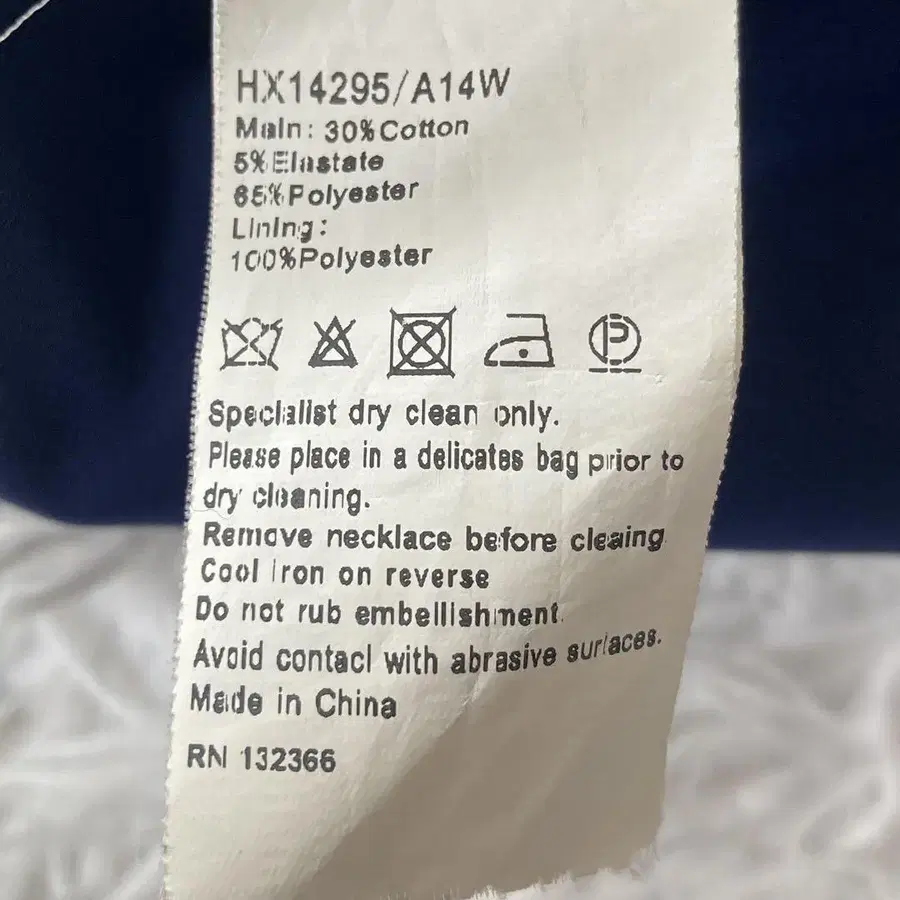 HX14295/A14W
Main: 30%Cotton
5%Elastate
65%Polyester
Lining:
100%Polyester
P
Specialist dry clean only.
Please place in a delicates bag prior to
dry cleaning.
Remove necklace before cleaing
Cool iron on reverse
Do not rub embellishment.
Avoid contact with abrasive surfaces.
Made in China
RN 132366